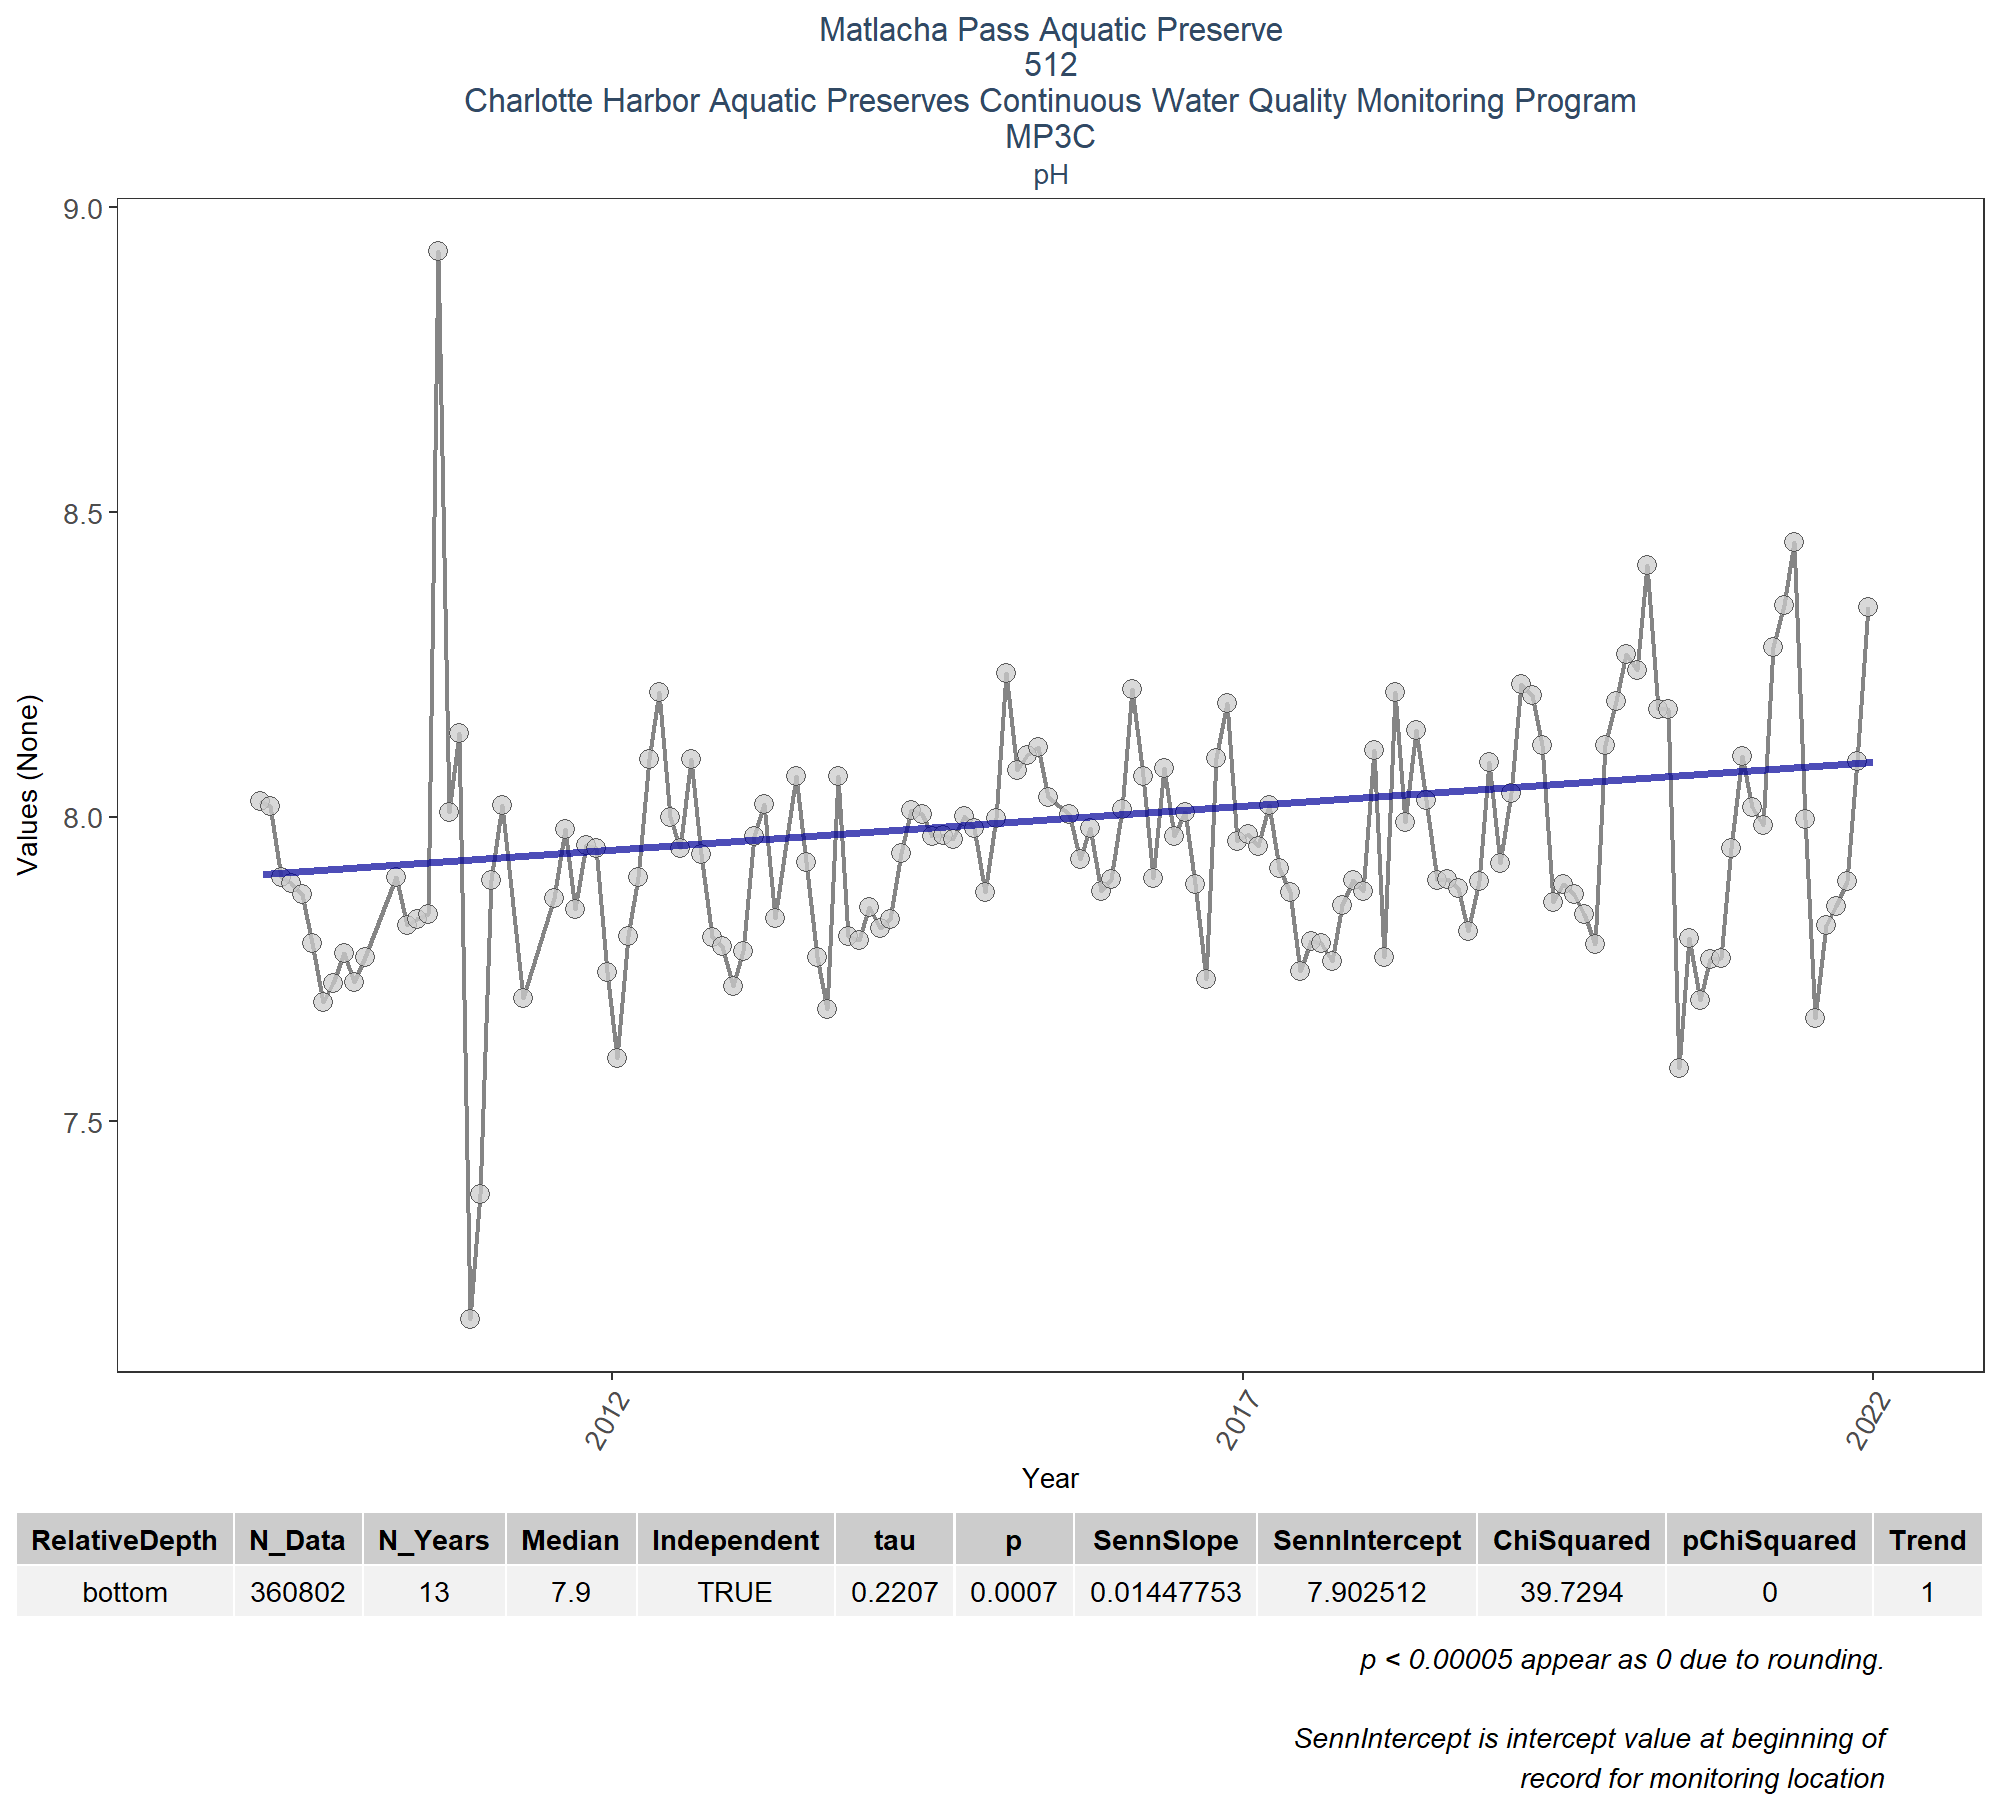 Matlacha Pass Aquatic Preserve
512
Charlotte Harbor Aquatic Preserves Continuous Water Quality Monitoring Program
MP3C
pH
9.0
8.5
8.0
7.5
Values (None)
2012 2017 2022
Year
RelativeDepth N_Data N_Years Median Independent tau p SennSlope SennIntercept ChiSquared pChiSquared Trend
bottom 360802 13 7.9 TRUE 0.2207 0.0007 0.01447753 7.902512 39.7294 0 1
p < 0.00005 appear as 0 due to rounding.
SennIntercept is intercept value at beginning of
record for monitoring location